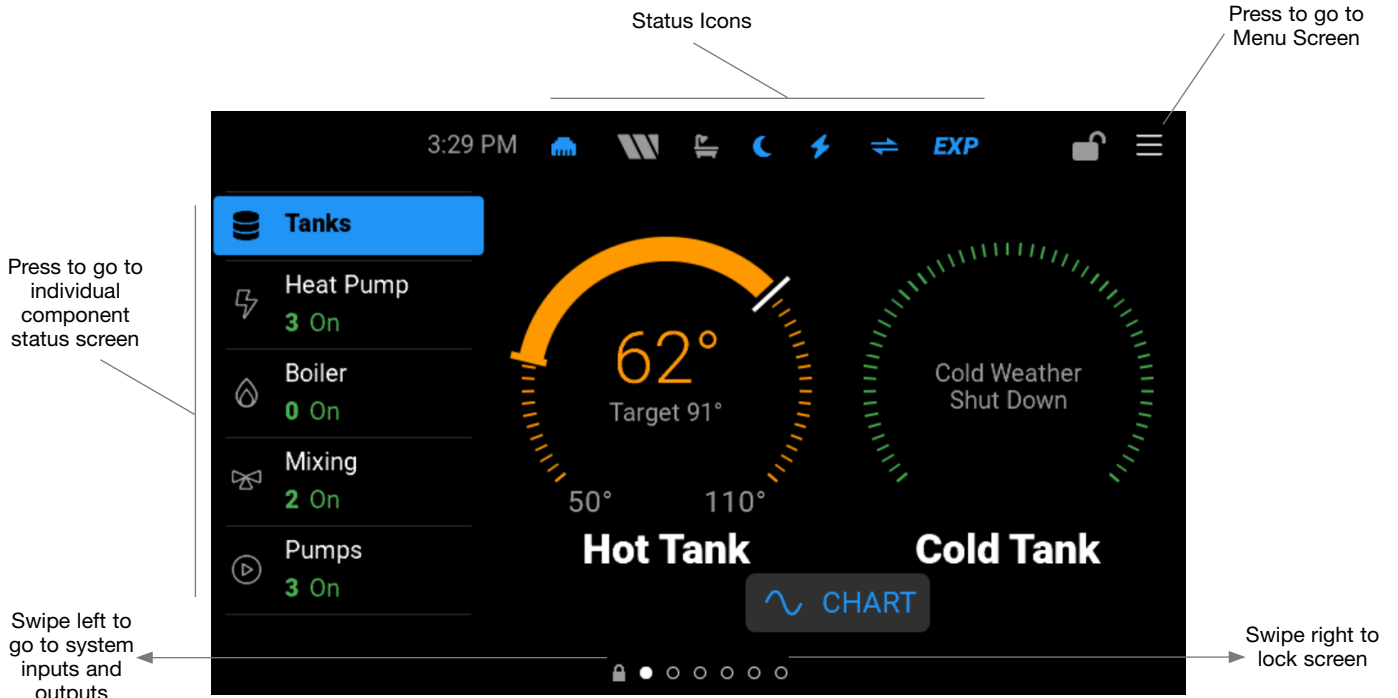 Status Icons
Press to go to
Menu Screen
3:29 PM
EXP
Press to go to
individual
component
status screen
Tanks
Heat Pump
3 On
Boiler
0 On
Mixing
2 On
Pumps
3 On
62°
Target 91°
50°
110°
Hot Tank
Cold Weather
Shut Down
Cold Tank
CHART
Swipe left to
go to system
inputs and
outputs
Swipe right to
lock screen